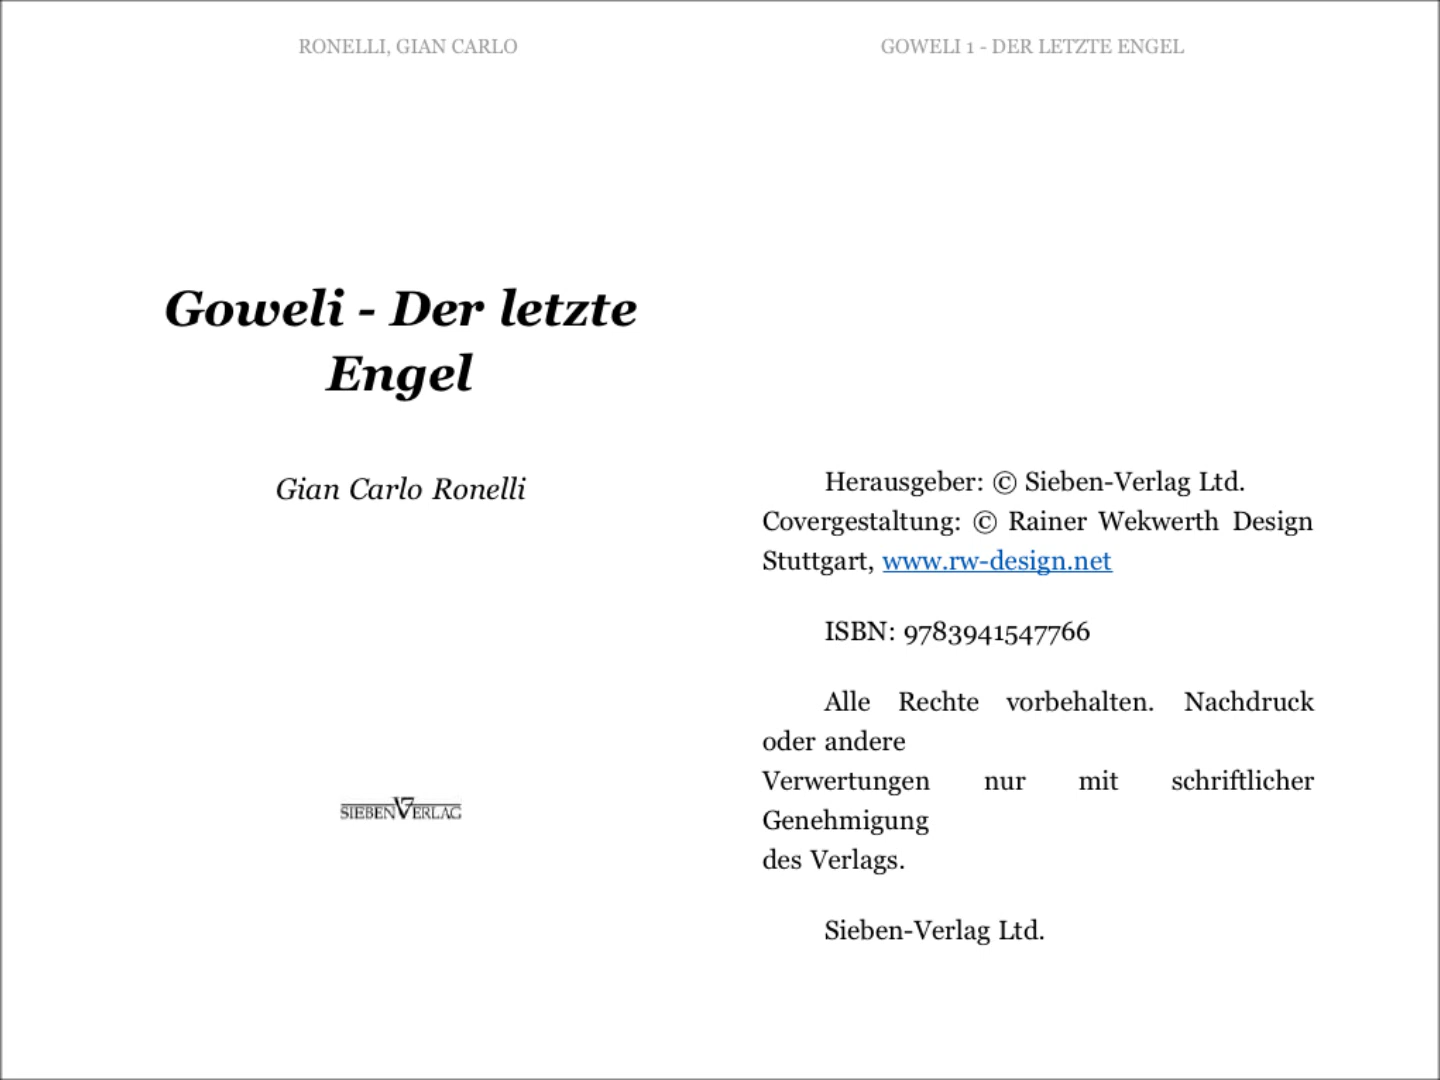 RONELLI, GIAN CARLO
Goweli - Der letzte
Engel
Gian Carlo Ronelli
SIEBEN VERLAG
GOWELI 1 - DER LETZTE ENGEL
Herausgeber: © Sieben-Verlag Ltd.
Covergestaltung: © Rainer Wekwerth Design
Stuttgart, www.rw-design.net
ISBN: 9783941547766
Alle Rechte vorbehalten. Nachdruck
oder andere
Verwertungen nur mit schriftlicher
Genehmigung
des Verlags.
Sieben-Verlag Ltd.